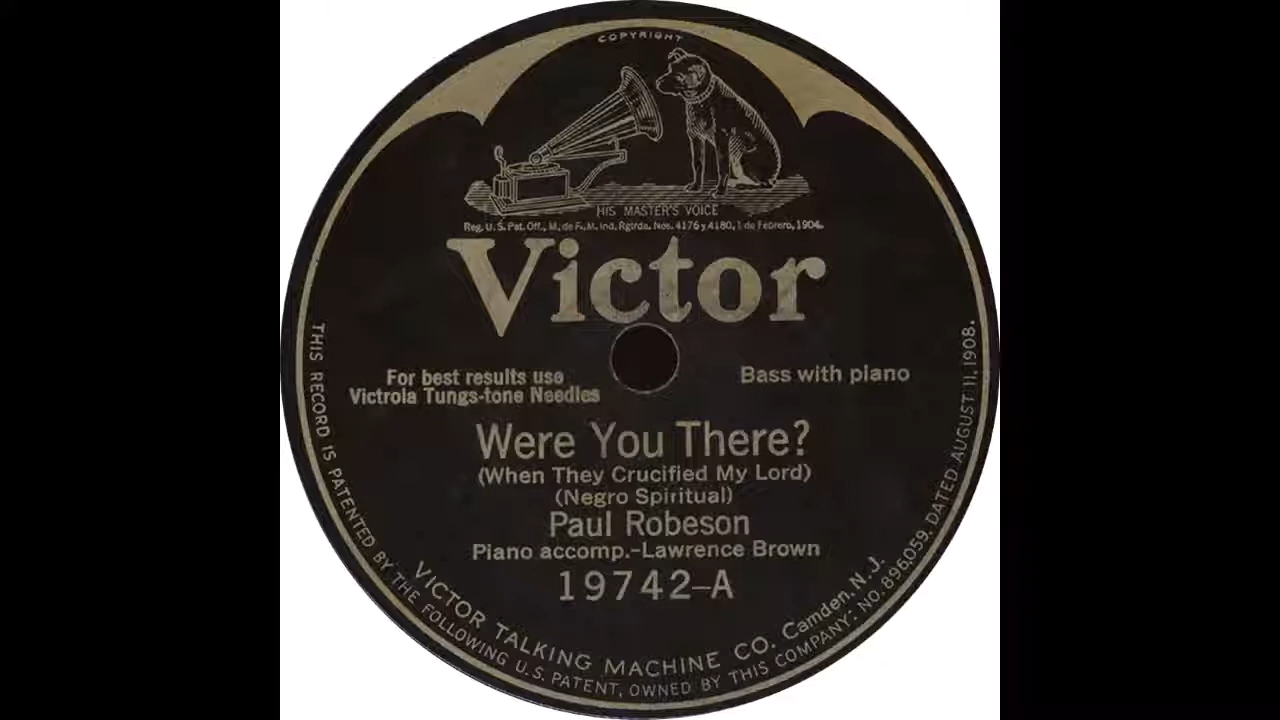 COPYRIGHT
HIS MASTER'S VOICE
Reg. U.S. Pat. Off., M. de F., M. Ind. Rgtrda. Nos. 4176 y 4180, 1 de Febrero, 1904.
Victor
For best results use
Victrola Tungs-tone Needles
Bass with piano
Were You There?
(When They Crucified My Lord)
(Negro Spiritual)
Paul Robeson
Piano accomp.-Lawrence Brown
19742-A
VICTOR TALKING MACHINE CO. Camden, N.J.
THIS RECORD IS PATENTED BY THE FOLLOWING U.S. PATENT, OWNED BY THIS COMPANY: NO. 896,059, DATED AUGUST 11, 1908.